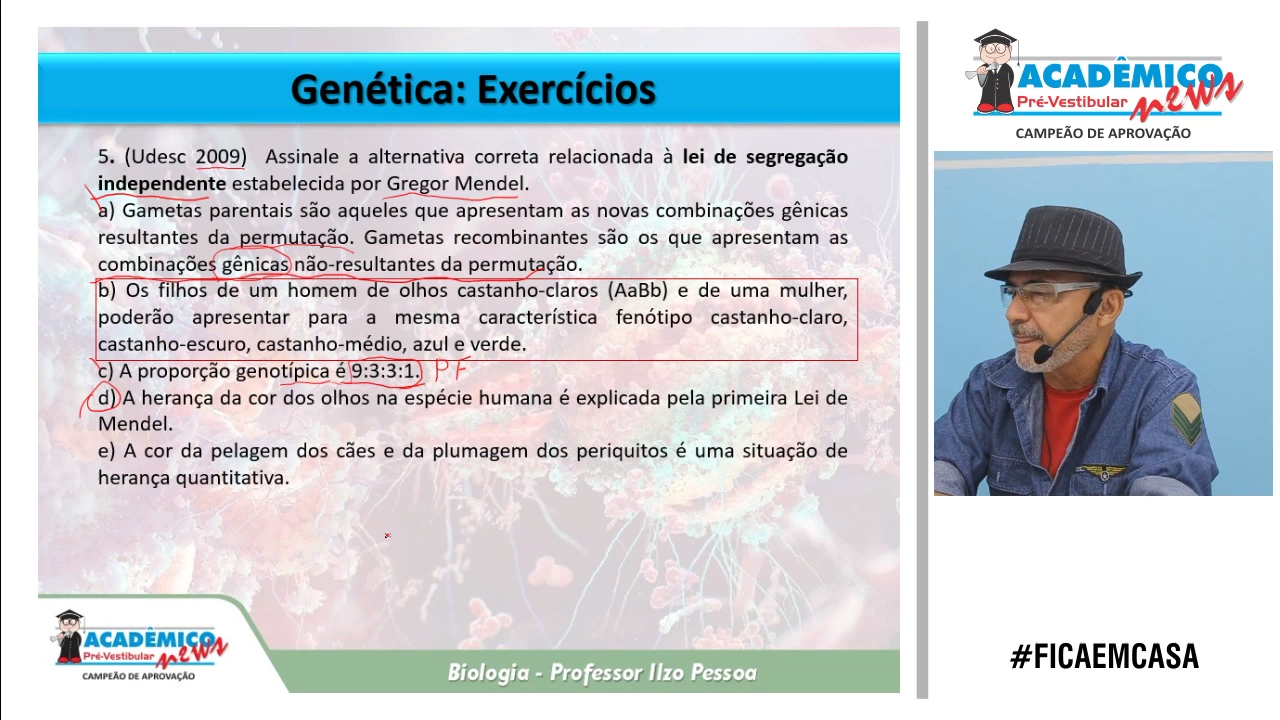 Genética: Exercícios
5. (Udesc 2009) Assinale a alternativa correta relacionada à lei de segregação
independente estabelecida por Gregor Mendel.
a) Gametas parentais são aqueles que apresentam as novas combinações gênicas
resultantes da permutação. Gametas recombinantes são os que apresentam as
combinações gênicas não-resultantes da permutação.
b) Os filhos de um homem de olhos castanho-claros (AaBb) e de uma mulher,
poderão apresentar para a mesma característica fenótipo castanho-claro,
castanho-escuro, castanho-médio, azul e verde.
c) A proporção genotípica é 9:3:3:1. PF
d) A herança da cor dos olhos na espécie humana é explicada pela primeira Lei de
Mendel.
e) A cor da pelagem dos cães e da plumagem dos periquitos é uma situação de
herança quantitativa.
ACADÊMICO
Pré-Vestibular news
CAMPEÃO DE APROVAÇÃO
Biologia - Professor Ilzo Pessoa
ACADÊMICO
Pré-Vestibular news
CAMPEÃO DE APROVAÇÃO
#FICAEMCASA